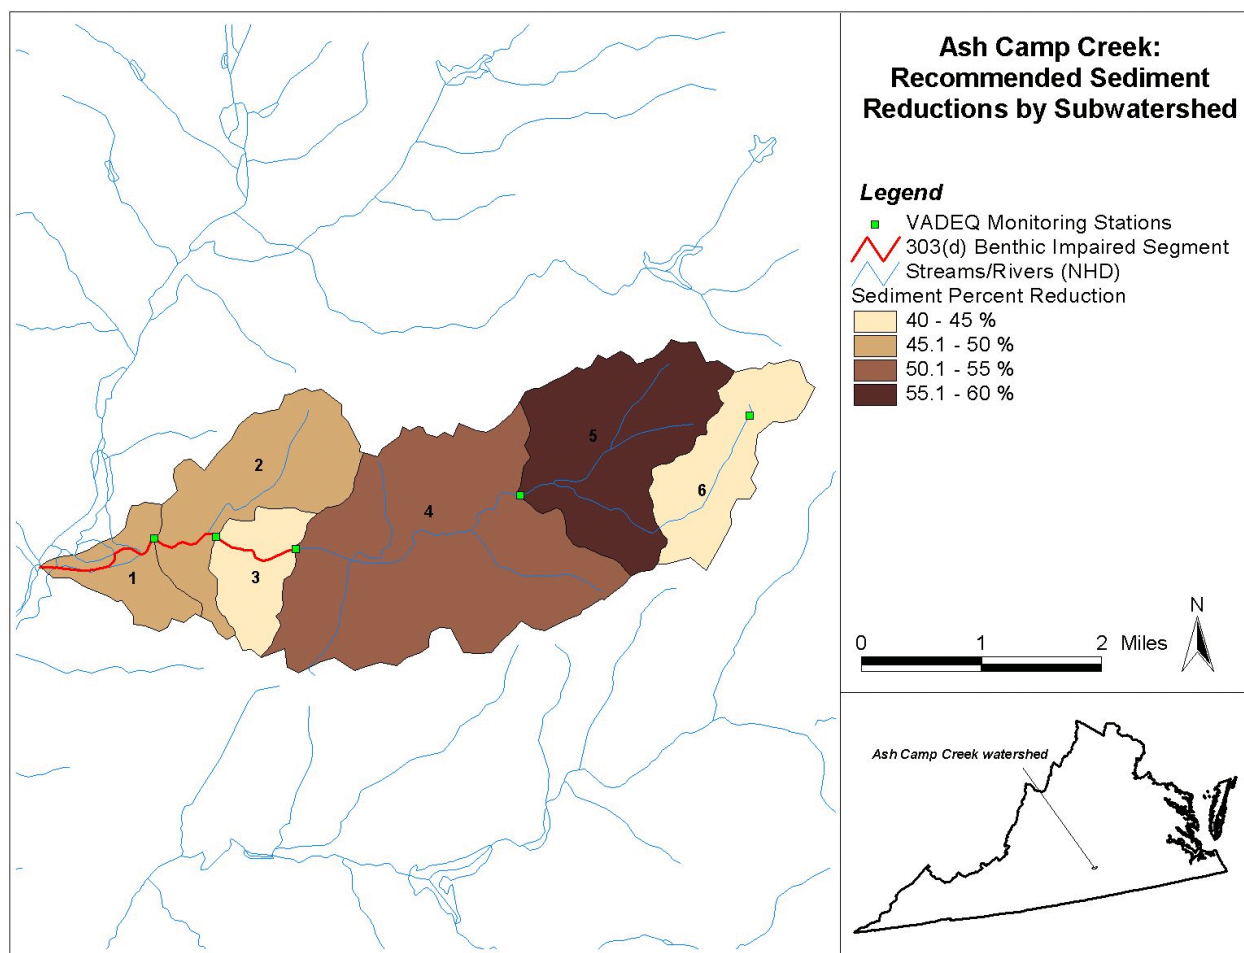 Ash Camp Creek:
Recommended Sediment
Reductions by Subwatershed
Legend
VADEQ Monitoring Stations
303(d) Benthic Impaired Segment
Streams/Rivers (NHD)
Sediment Percent Reduction
40 - 45 %
45.1 - 50 %
50.1 - 55 %
55.1 - 60 %
5
2
6
4
3
1
N
0 1 2 Miles
Ash Camp Creek watershed